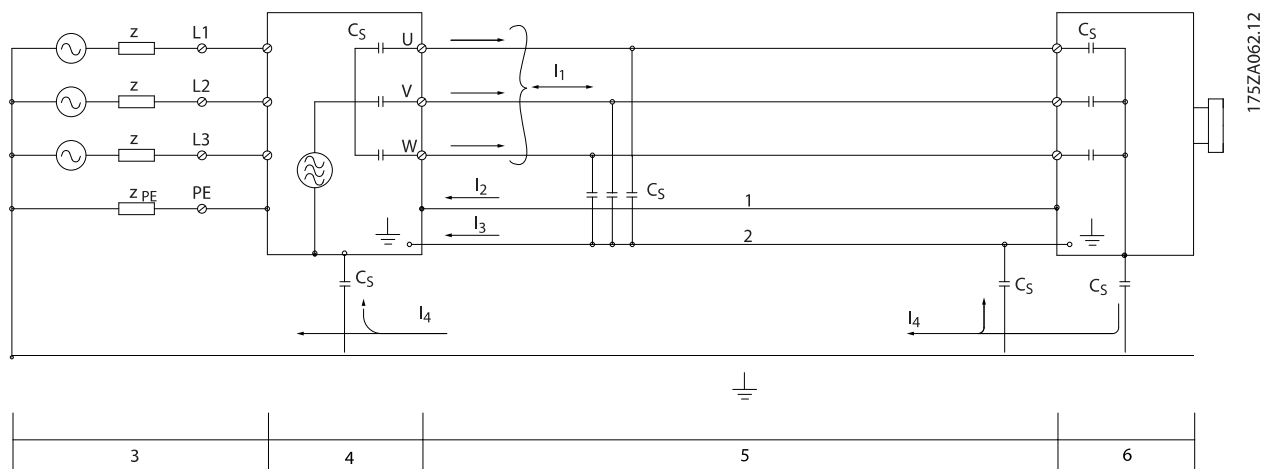 z L1 C_S U C_S
I_1
z L2 V
z L3 W
z_PE PE I_2 C_S 1
I_3 2
C_S C_S C_S
I_4 I_4
3 4 5 6
175ZA062.12